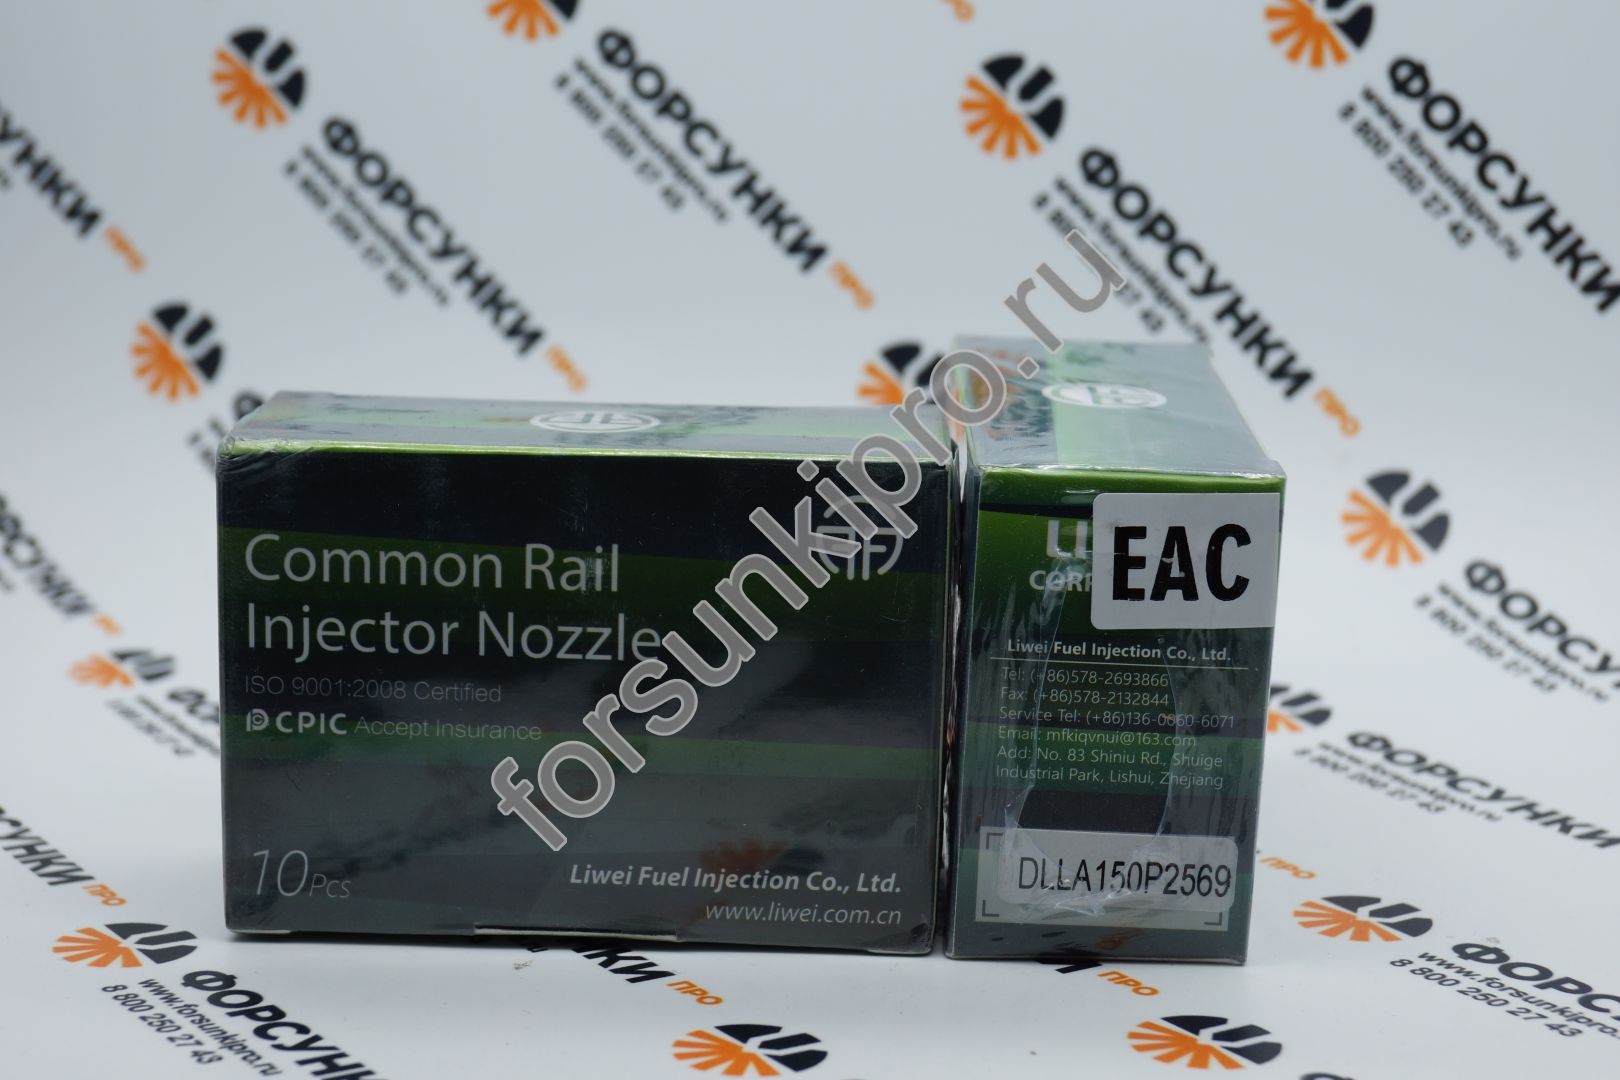 Common Rail
Injector Nozzle
ISO 9001:2008 Certified
CPIC Accept Insurance
10 Pcs
Liwei Fuel Injection Co., Ltd.
www.liwei.com.cn
EAC
Liwei Fuel Injection Co., Ltd.
Tel: (+86)578-2693866
Fax: (+86)578-2132844
Service Tel: (+86)136-0860-6071
Email: mfkiqvnui@163.com
Add: No. 83 Shiniu Rd., Shuige
Industrial Park, Lishui, Zhejiang
DLLA150P2569
forsunkipro.ru
ФОРСУНКИ ПРО
www.forsunkipro.ru
8 800 250 27 43